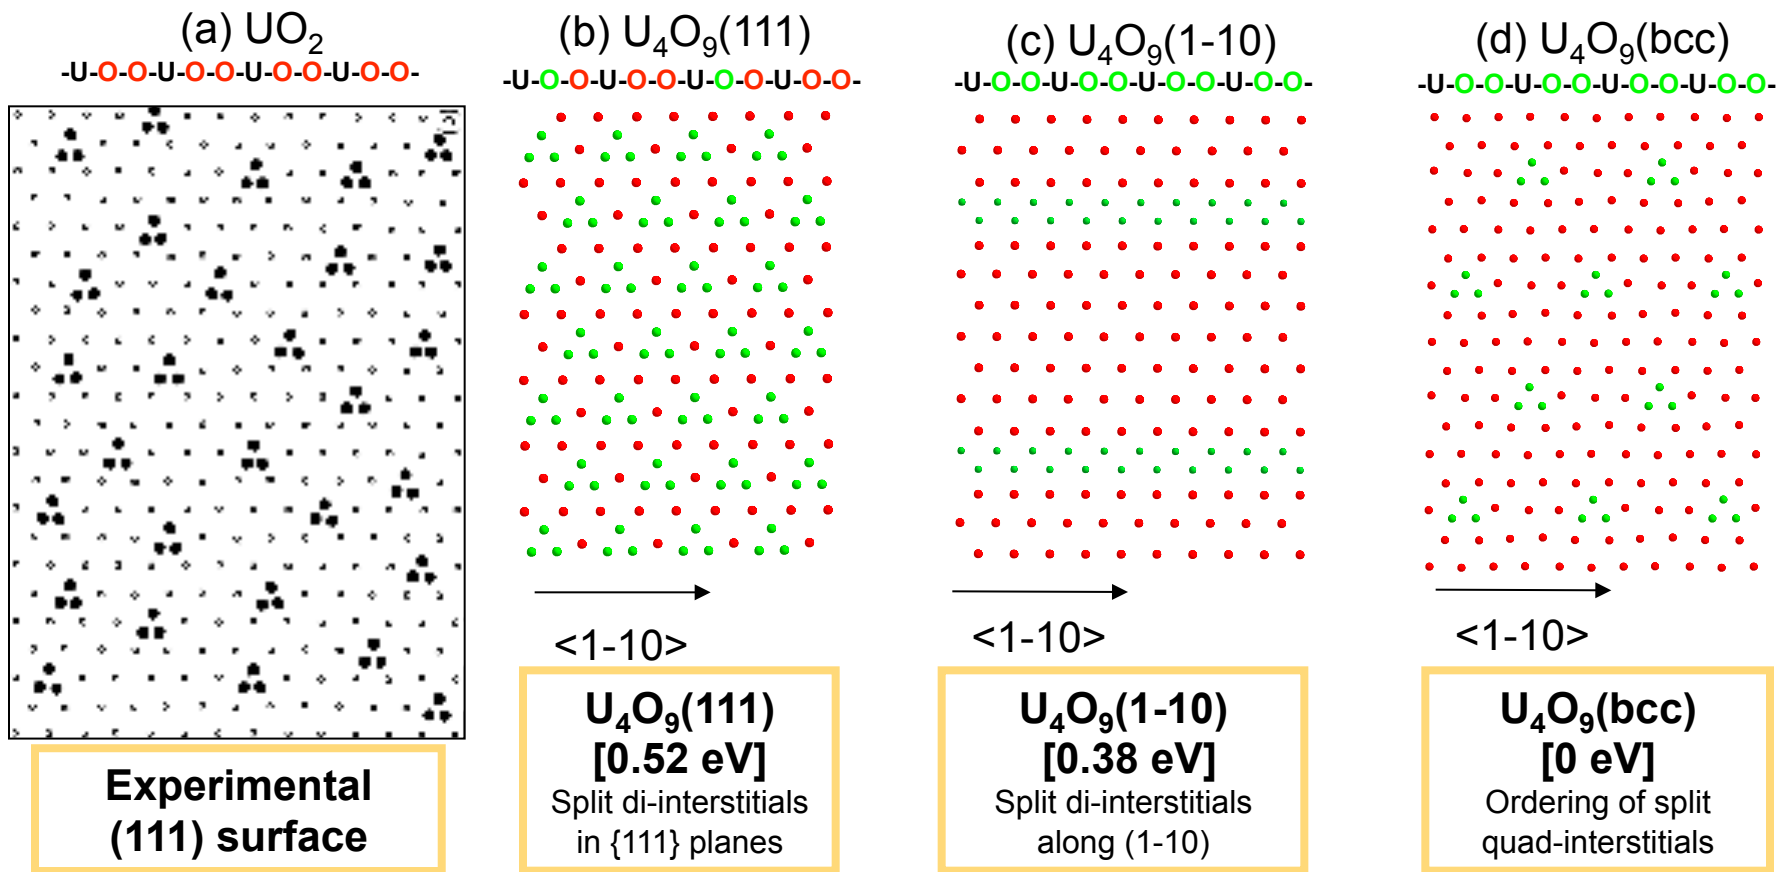 (a) UO₂
-U-O-O-U-O-O-U-O-O-U-O-O-
(b) U₄O₉(111)
-U-O-O-U-O-O-U-O-O-U-O-O-
(c) U₄O₉(1-10)
-U-O-O-U-O-O-U-O-O-U-O-O-
(d) U₄O₉(bcc)
-U-O-O-U-O-O-U-O-O-U-O-O-
<1-10>
<1-10>
<1-10>
Experimental
(111) surface
U₄O₉(111)
[0.52 eV]
Split di-interstitials
in {111} planes
U₄O₉(1-10)
[0.38 eV]
Split di-interstitials
along (1-10)
U₄O₉(bcc)
[0 eV]
Ordering of split
quad-interstitials